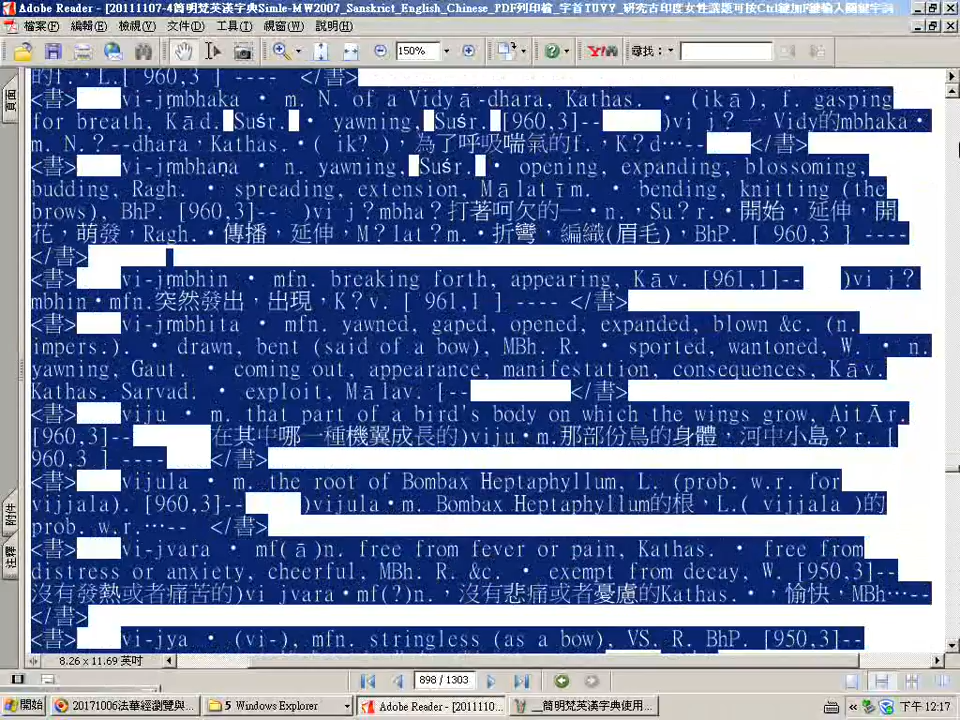 Adobe Reader - [20111107-4簡明梵英漢字典Simle-MW2007_Sanskrict_English_Chinese_PDF列印檔_字首TUVY_研究古印度女性議題可按Ctrl鍵加F鍵輸入關鍵字詞
檔案(F) 編輯(E) 檢視(V) 文件(D) 工具(T) 視窗(W) 說明(H)
150% Y! 尋找：
頁面
的f.，L.[ 960,3 ] ---- </書>
<書> vi-jṛmbhaka • m. N. of a Vidyā-dhara, Kathas. • (ikā), f. gasping
for breath, Kād. Suśr. • yawning, Suśr. [960,3]-- )vi j？一 Vidy的mbhaka•
m. N.？--dhara，Kathas.•( ik? )，為了呼吸喘氣的f.，K？d…-- </書>
<書> vi-jṛmbhaṇa • n. yawning, Suśr. • opening, expanding, blossoming,
budding, Ragh. • spreading, extension, Mālatīm. • bending, knitting (the
brows), BhP. [960,3]-- )vi j？mbha？打著呵欠的一•n.，Su？r.•開始，延伸，開
花，萌發，Ragh.•傳播，延伸，M？lat？m.•折彎，編織(眉毛)，BhP. [ 960,3 ] ----
</書>
<書> vi-jṛmbhin • mfn. breaking forth, appearing, Kāv. [961,1]-- )vi j？
mbhin•mfn.突然發出，出現，K？v. [ 961,1 ] ---- </書>
<書> vi-jṛmbhita • mfn. yawned, gaped, opened, expanded, blown &c. (n.
impers.). • drawn, bent (said of a bow), MBh. R. • sported, wantoned, W. • n.
yawning, Gaut. • coming out, appearance, manifestation, consequences, Kāv.
Kathas. Sarvad. • exploit, Mālav. [-- </書>
<書> viju • m. that part of a bird's body on which the wings grow, AitĀr.
[960,3]-- 在其中哪一種機翼成長的)viju•m.那部份鳥的身體，河中小島？r. [
960,3 ] ---- </書>
<書> vijula • m. the root of Bombax Heptaphyllum, L. (prob. w.r. for
vijjala). [960,3]-- )vijula•m. Bombax Heptaphyllum的根，L.( vijjala )的
prob. w.r.…-- </書>
<書> vi-jvara • mf(ā)n. free from fever or pain, Kathas. • free from
distress or anxiety, cheerful, MBh. R. &c. • exempt from decay, W. [950,3]--
沒有發熱或者痛苦的)vi jvara•mf(?)n.，沒有悲痛或者憂慮的Kathas.•，愉快，MBh…--
</書>
<書> vi-jya • (vi-), mfn. stringless (as a bow), VS. R. BhP. [950,3]--
附件
注釋
8.26 x 11.69 英吋
898 / 1303
開始 20171006法華經瀏覽與... 5 Windows Explorer Adobe Reader - [2011110... __簡明梵英漢字典使用... 下午 12:17